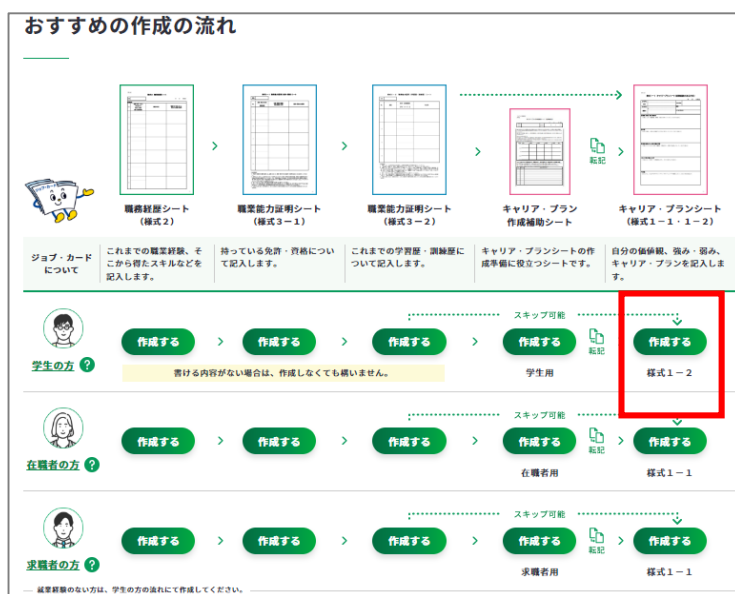 おすすめの作成の流れ
転記
職務経歴シート
(様式2)
職業能力証明シート
(様式3-1)
職業能力証明シート
(様式3-2)
キャリア・プラン
作成補助シート
キャリア・プランシート
(様式1-1・1-2)
ジョブ・カード
について
これまでの職業経験、そ
こから得たスキルなどを
記入します。
持っている免許・資格につい
て記入します。
これまでの学習歴・訓練歴に
ついて記入します。
キャリア・プランシートの作
成準備に役立つシートです。
自分の価値観、強み・弱み、
キャリア・プランを記入しま
す。
スキップ可能
学生の方 ?
作成する
作成する
作成する
作成する
転記
作成する
書ける内容がない場合は、作成しなくても構いません。
学生用
様式1-2
スキップ可能
在職者の方 ?
作成する
作成する
作成する
作成する
転記
作成する
在職者用
様式1-1
スキップ可能
求職者の方 ?
作成する
作成する
作成する
作成する
転記
作成する
求職者用
様式1-1
就業経験のない方は、学生の方の流れにて作成してください。